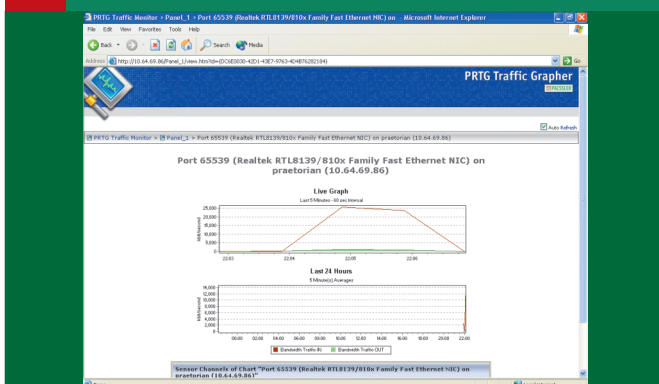 PRTG Traffic Monitor > Panel_1 > Port 65539 (Realtek RTL8139/810x Family Fast Ethernet NIC) on - Microsoft Internet Explorer
File Edit View Favorites Tools Help
Back Search Media
Address http://10.64.69.86/Panel_1/view.htm?id= Go
PRTG Traffic Grapher
PAESSLER
Auto Refresh
PRTG Traffic Monitor > Panel_1 > Port 65539 (Realtek RTL8139/810x Family Fast Ethernet NIC) on praetorian (10.64.69.86)
Port 65539 (Realtek RTL8139/810x Family Fast Ethernet NIC) on
praetorian (10.64.69.86)
Live Graph
Last 5 Minutes - 60 sec Interval
25,000
20,000
15,000
10,000
5,000
0
kbit/second
22:03 22:04 22:05 22:06
Last 24 Hours
5 Minute(s) Averages
14,000
12,000
10,000
8,000
6,000
4,000
2,000
0
kbit/second
00:00 02:00 04:00 06:00 08:00 10:00 12:00 14:00 16:00 18:00 20:00 22:00
Bandwidth Traffic IN Bandwidth Traffic OUT
Sensor Channels of Chart "Port 65539 (Realtek RTL8139/810x Family Fast Ethernet NIC) on
praetorian (10.64.69.86)"